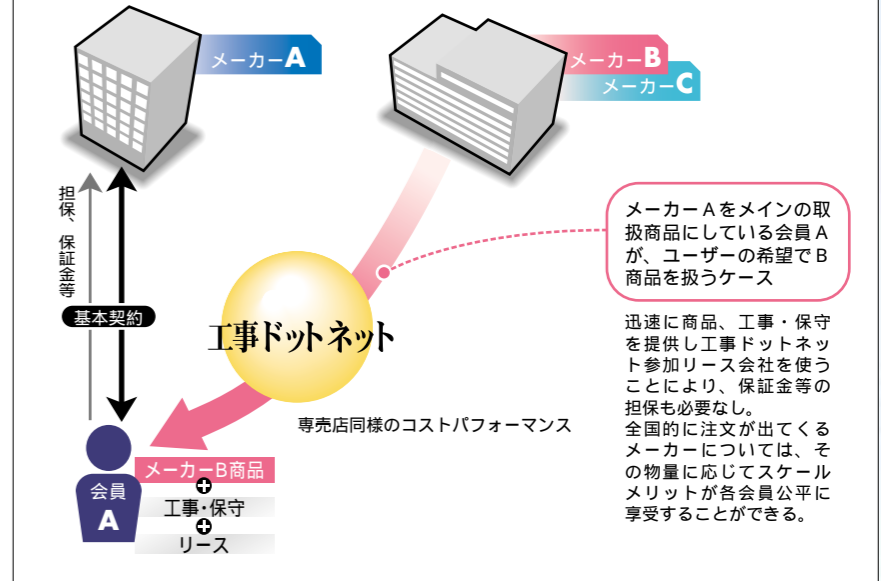 メーカーA
メーカーB
メーカーC
担保、保証金等
基本契約
メーカーAをメインの取
扱商品にしている会員A
が、ユーザーの希望でB
商品を扱うケース
工事ドットネット
迅速に商品、工事・保守
を提供し工事ドットネッ
ト参加リース会社を使う
ことにより、保証金等の
担保も必要なし。
全国的に注文が出てくる
メーカーについては、そ
の物量に応じてスケール
メリットが各会員公平に
享受することができる。
専売店同様のコストパフォーマンス
会員
A
メーカーB商品
+
工事・保守
+
リース